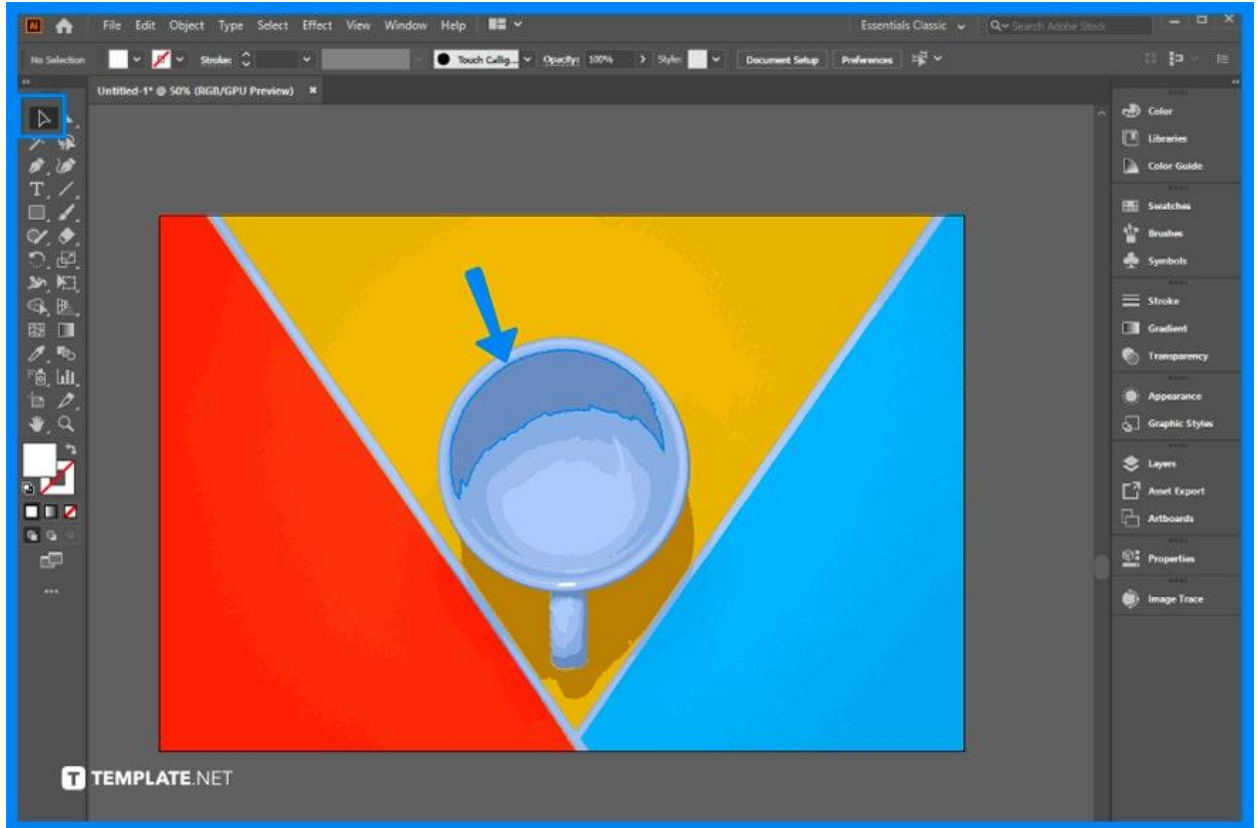 Ai File Edit Object Type Select Effect View Window Help Essentials Classic Search Adobe Stock
No Selection Stroke: Touch Callig... Opacity: 100% Style: Document Setup Preferences
Untitled-1* @ 50% (RGB/GPU Preview)
Color
Libraries
Color Guide
Swatches
Brushes
Symbols
Stroke
Gradient
Transparency
Appearance
Graphic Styles
Layers
Asset Export
Artboards
Properties
Image Trace
T TEMPLATE.NET